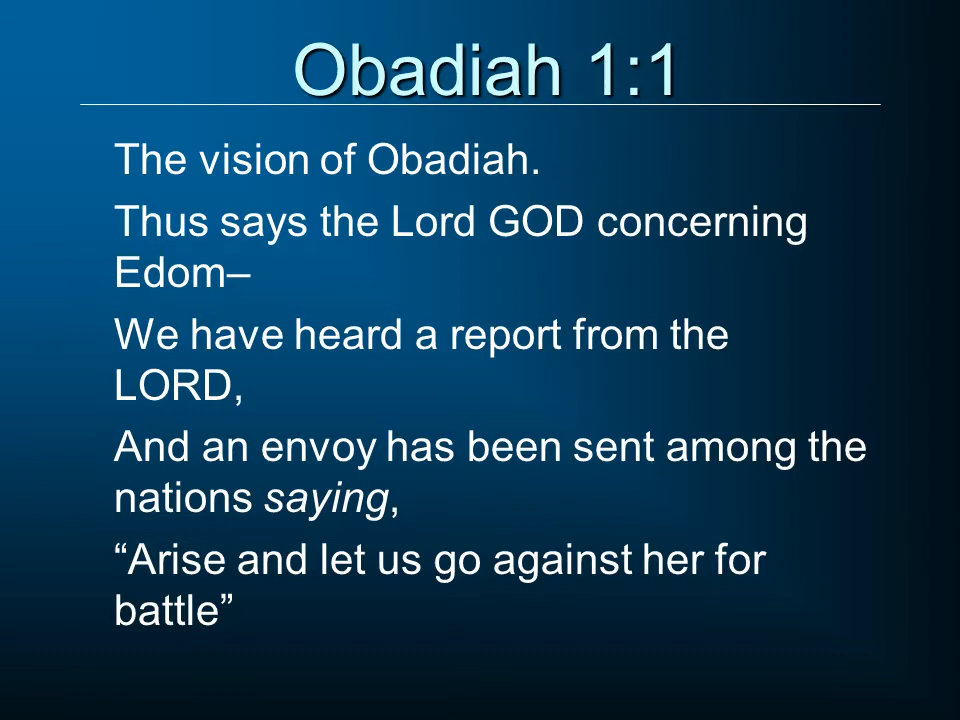 Obadiah 1:1
The vision of Obadiah.
Thus says the Lord GOD concerning
Edom–
We have heard a report from the
LORD,
And an envoy has been sent among the
nations saying,
“Arise and let us go against her for
battle”